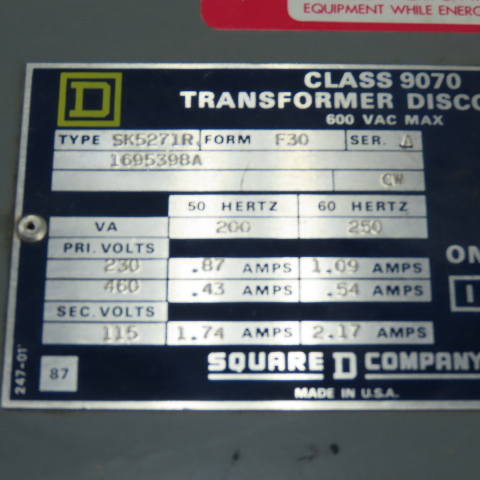 EQUIPMENT WHILE ENERG
CLASS 9070
TRANSFORMER DISCO
600 VAC MAX
D
TYPE SK5271R FORM F30 SER. A
1695398A
CW
50 HERTZ 60 HERTZ
VA 200 250
PRI. VOLTS
230 .87 AMPS 1.09 AMPS
460 .43 AMPS .54 AMPS
SEC. VOLTS
115 1.74 AMPS 2.17 AMPS
ON
I
SQUARE D COMPANY
MADE IN U.S.A.
87
247-01